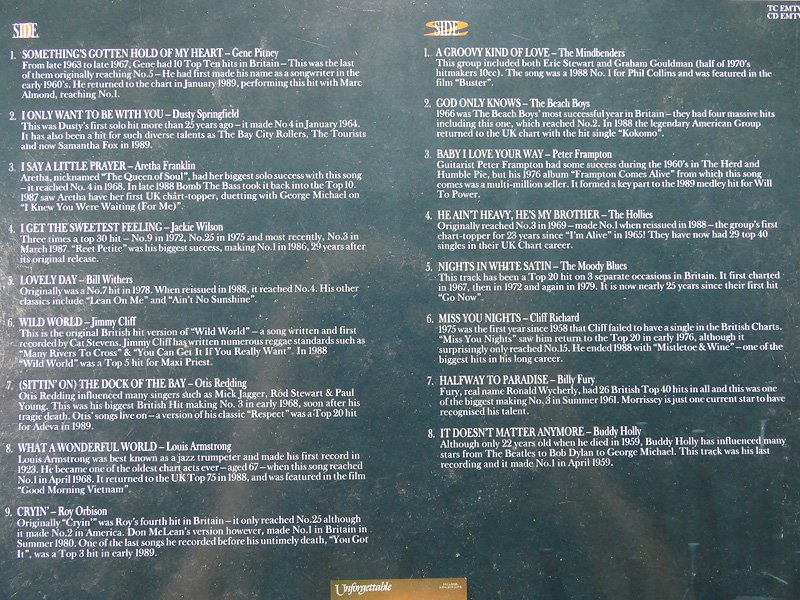 TC EMTV
CD EMTV
SIDE
1. SOMETHING'S GOTTEN HOLD OF MY HEART – Gene Pitney
From late 1963 to late 1967, Gene had 10 Top Ten hits in Britain – This was the
last of them originally reaching No.5 – He had first made his name as a songwriter in the
early 1960's. He returned to the chart in January 1989, performing this hit with Marc
Almond, reaching No.1.
2. I ONLY WANT TO BE WITH YOU – Dusty Springfield
This was Dusty's first solo hit more than 25 years ago – it made No 4 in January 1964.
It has also been a hit for such diverse talents as The Bay City Rollers, The Tourists
and now Samantha Fox in 1989.
3. I SAY A LITTLE PRAYER – Aretha Franklin
Aretha, nicknamed "The Queen of Soul", had her biggest solo success with this song
– it reached No. 4 in 1968. In late 1988 Bomb The Bass took it back into the Top 10.
1987 saw Aretha have her first UK chart-topper, duetting with George Michael on
"I Knew You Were Waiting (For Me)".
4. I GET THE SWEETEST FEELING – Jackie Wilson
Three times a top 30 hit – No.9 in 1972, No.25 in 1975 and most recently, No.3 in
March 1987. "Reet Petite" was his biggest success, making No.1 in 1986, 29 years after
its original release.
5. LOVELY DAY – Bill Withers
Originally was a No.7 hit in 1978. When reissued in 1988, it reached No.4. His other
classics include "Lean On Me" and "Ain't No Sunshine".
6. WILD WORLD – Jimmy Cliff
This is the original British hit version of "Wild World" – a song written and first
recorded by Cat Stevens. Jimmy Cliff has written numerous reggae standards such as
"Many Rivers To Cross" & "You Can Get It If You Really Want". In 1988
"Wild World" was a Top 5 hit for Maxi Priest.
7. (SITTIN' ON) THE DOCK OF THE BAY – Otis Redding
Otis Redding influenced many singers such as Mick Jagger, Rod Stewart & Paul
Young. This was his biggest British Hit making No. 3 in early 1968, soon after his
tragic death. Otis' songs live on – a version of his classic "Respect" was a Top 20 hit
for Adeva in 1989.
8. WHAT A WONDERFUL WORLD – Louis Armstrong
Louis Armstrong was best known as a jazz trumpeter and made his first record in
1923. He became one of the oldest chart acts ever – aged 67 – when this song reached
No.1 in April 1968. It returned to the UK Top 75 in 1988, and was featured in the film
"Good Morning Vietnam".
9. CRYIN' – Roy Orbison
Originally "Cryin'" was Roy's fourth hit in Britain – it only reached No.25 although
it made No.2 in America. Don McLean's version however, made No.1 in Britain in
Summer 1980. One of the last songs he recorded before his untimely death, "You Got
It", was a Top 3 hit in early 1989.
SIDE 2
1. A GROOVY KIND OF LOVE – The Mindbenders
This group included both Eric Stewart and Graham Gouldman (half of 1970's
hitmakers 10cc). The song was a 1988 No. 1 for Phil Collins and was featured in the
film "Buster".
2. GOD ONLY KNOWS – The Beach Boys
1966 was The Beach Boys' most successful year in Britain – they had four massive hits
including this one, which reached No.2. In 1988 the legendary American Group
returned to the UK chart with the hit single "Kokomo".
3. BABY I LOVE YOUR WAY – Peter Frampton
Guitarist Peter Frampton had some success during the 1960's in The Herd and
Humble Pie, but his 1976 album "Frampton Comes Alive" from which this song
comes was a multi-million seller. It formed a key part to the 1989 medley hit for Will
To Power.
4. HE AIN'T HEAVY, HE'S MY BROTHER – The Hollies
Originally reached No.3 in 1969 – made No.1 when reissued in 1988 – the group's first
chart-topper for 23 years since "I'm Alive" in 1965! They have now had 29 top 40
singles in their UK Chart career.
5. NIGHTS IN WHITE SATIN – The Moody Blues
This track has been a Top 20 hit on 3 separate occasions in Britain. It first charted
in 1967, then in 1972 and again in 1979. It is now nearly 25 years since their first hit
"Go Now".
6. MISS YOU NIGHTS – Cliff Richard
1975 was the first year since 1958 that Cliff failed to have a single in the British Charts.
"Miss You Nights" saw him return to the Top 20 in early 1976, although it
surprisingly only reached No.15. He ended 1988 with "Mistletoe & Wine" – one of the
biggest hits in his long career.
7. HALFWAY TO PARADISE – Billy Fury
Fury, real name Ronald Wycherly, had 26 British Top 40 hits in all and this was one
of the biggest making No. 3 in Summer 1961. Morrissey is just one current star to have
recognised his talent.
8. IT DOESN'T MATTER ANYMORE – Buddy Holly
Although only 22 years old when he died in 1959, Buddy Holly has influenced many
stars from The Beatles to Bob Dylan to George Michael. This track was his last
recording and it made No.1 in April 1959.
Unforgettable